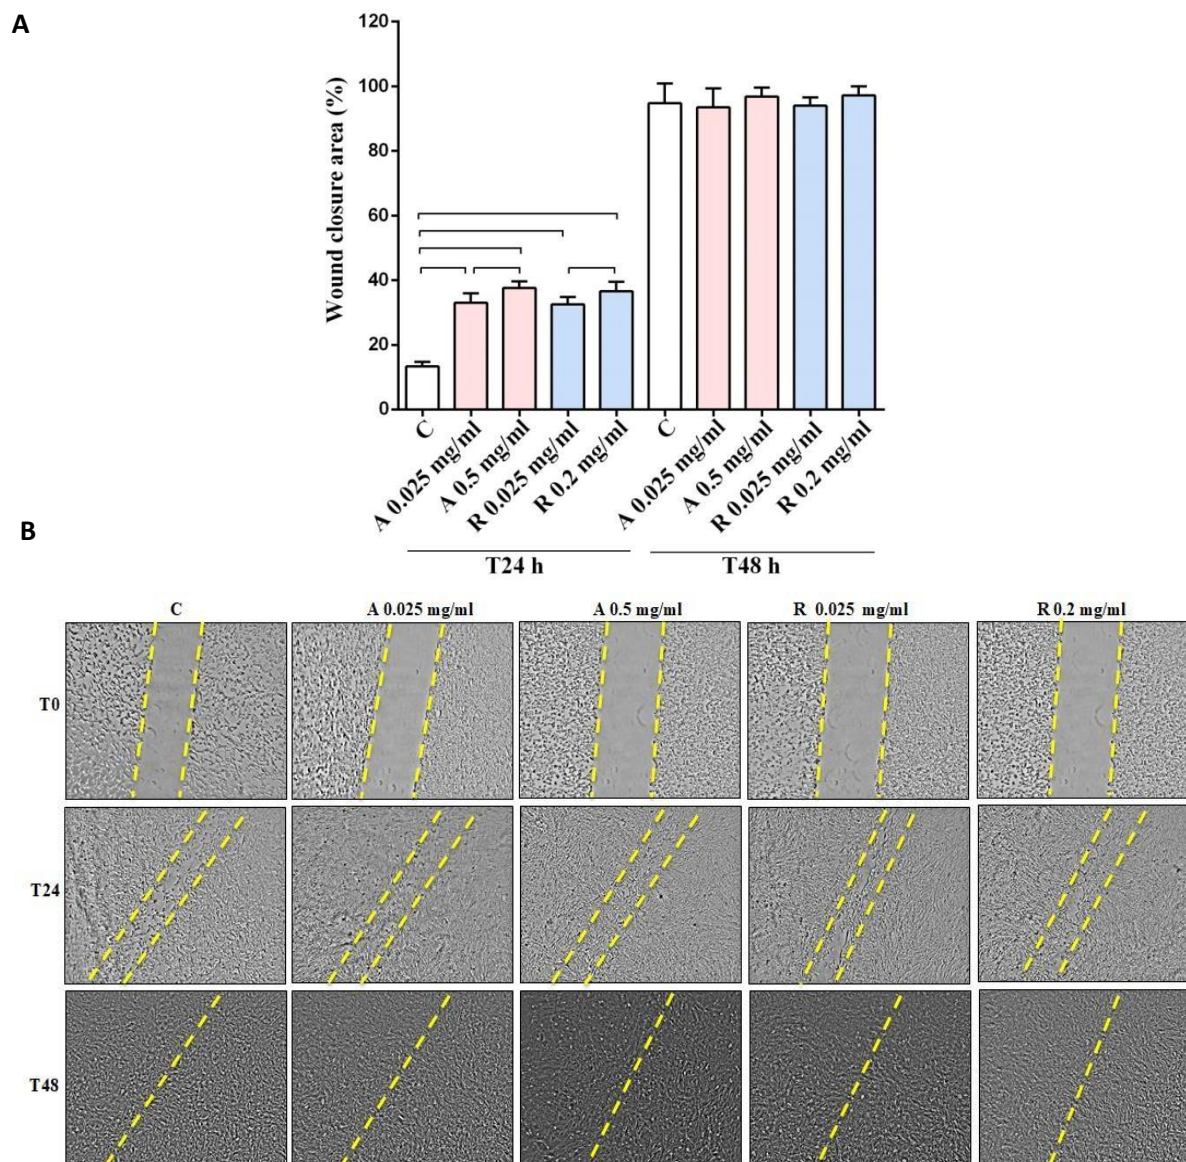 A
Wound closure area (%)
120
100
80
60
40
20
0
C
A 0.025 mg/ml
A 0.5 mg/ml
R 0.025 mg/ml
R 0.2 mg/ml
C
A 0.025 mg/ml
A 0.5 mg/ml
R 0.025 mg/ml
R 0.2 mg/ml
T24 h
T48 h
B
C
A 0.025 mg/ml
A 0.5 mg/ml
R 0.025 mg/ml
R 0.2 mg/ml
T0
T24
T48